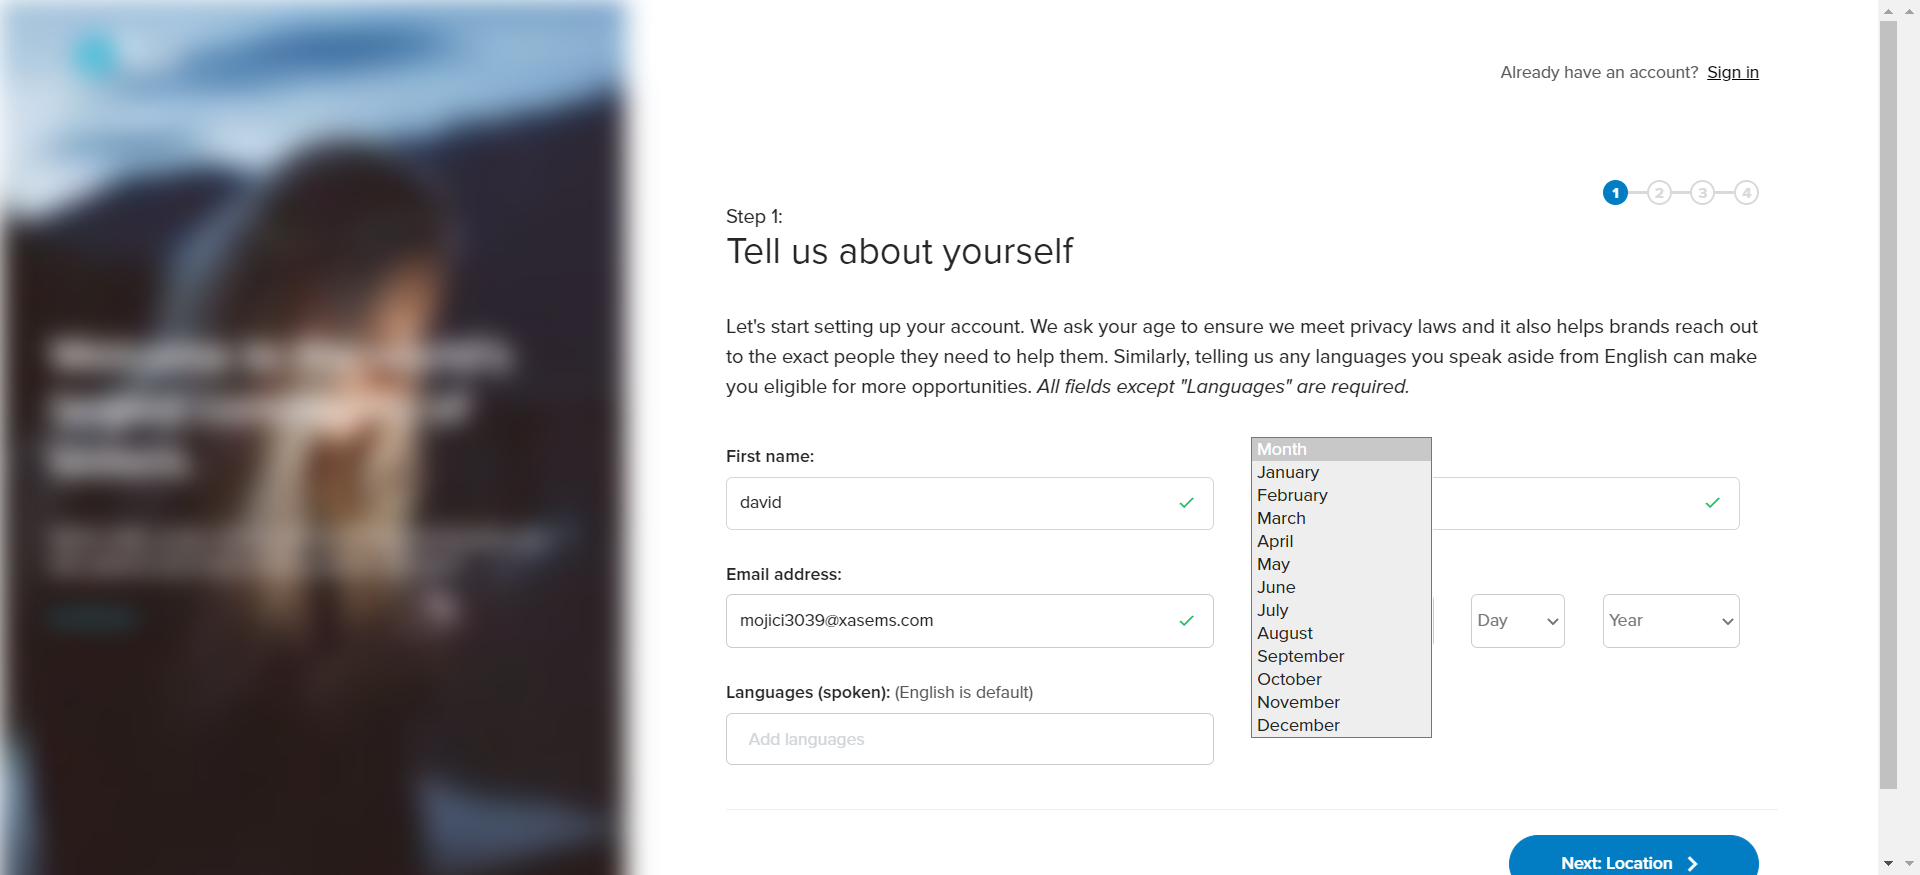 Already have an account? Sign in
1 2 3 4
Step 1:
Tell us about yourself
Let's start setting up your account. We ask your age to ensure we meet privacy laws and it also helps brands reach out
to the exact people they need to help them. Similarly, telling us any languages you speak aside from English can make
you eligible for more opportunities. All fields except "Languages" are required.
First name:
david
Email address:
mojici3039@xasems.com
Languages (spoken): (English is default)
Add languages
Month
January
February
March
April
May
June
July
August
September
October
November
December
Day
Year
Next: Location